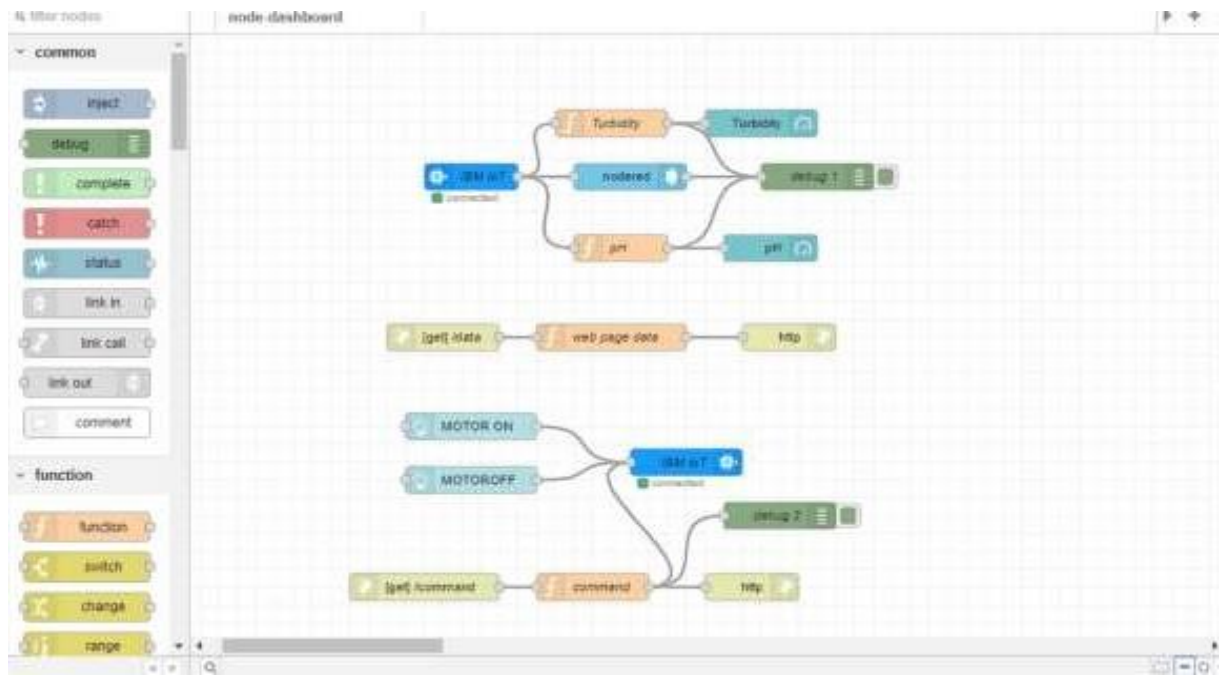 filter nodes
node-dashboard
common
inject
debug
complete
catch
status
link in
link call
link out
comment
function
function
switch
change
range
Turbidity
Turbidity
IBM IoT
connected
nodered
debug 1
pH
pH
[get] /data
web page data
http
MOTOR ON
MOTOROFF
IBM IoT
connected
debug 2
[get] /command
command
http